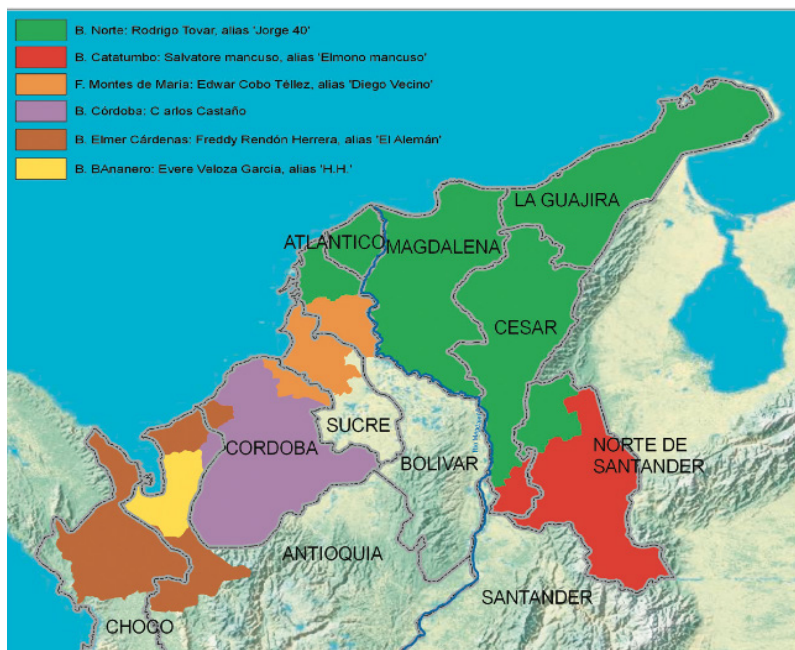 B. Norte: Rodrigo Tovar, alias 'Jorge 40'
B. Catatumbo: Salvatore mancuso, alias 'Elmono mancuso'
F. Montes de María: Edwar Cobo Téllez, alias 'Diego Vecino'
B. Córdoba: C arlos Castaño
B. Elmer Cárdenas: Freddy Rendón Herrera, alias 'El Alemán'
B. BAnanero: Evere Veloza Garcia, alias 'H.H.'
LA GUAJIRA
ATLANTICO
MAGDALENA
CESAR
SUCRE
CORDOBA
BOLIVAR
NORTE DE
SANTANDER
ANTIOQUIA
SANTANDER
CHOCO